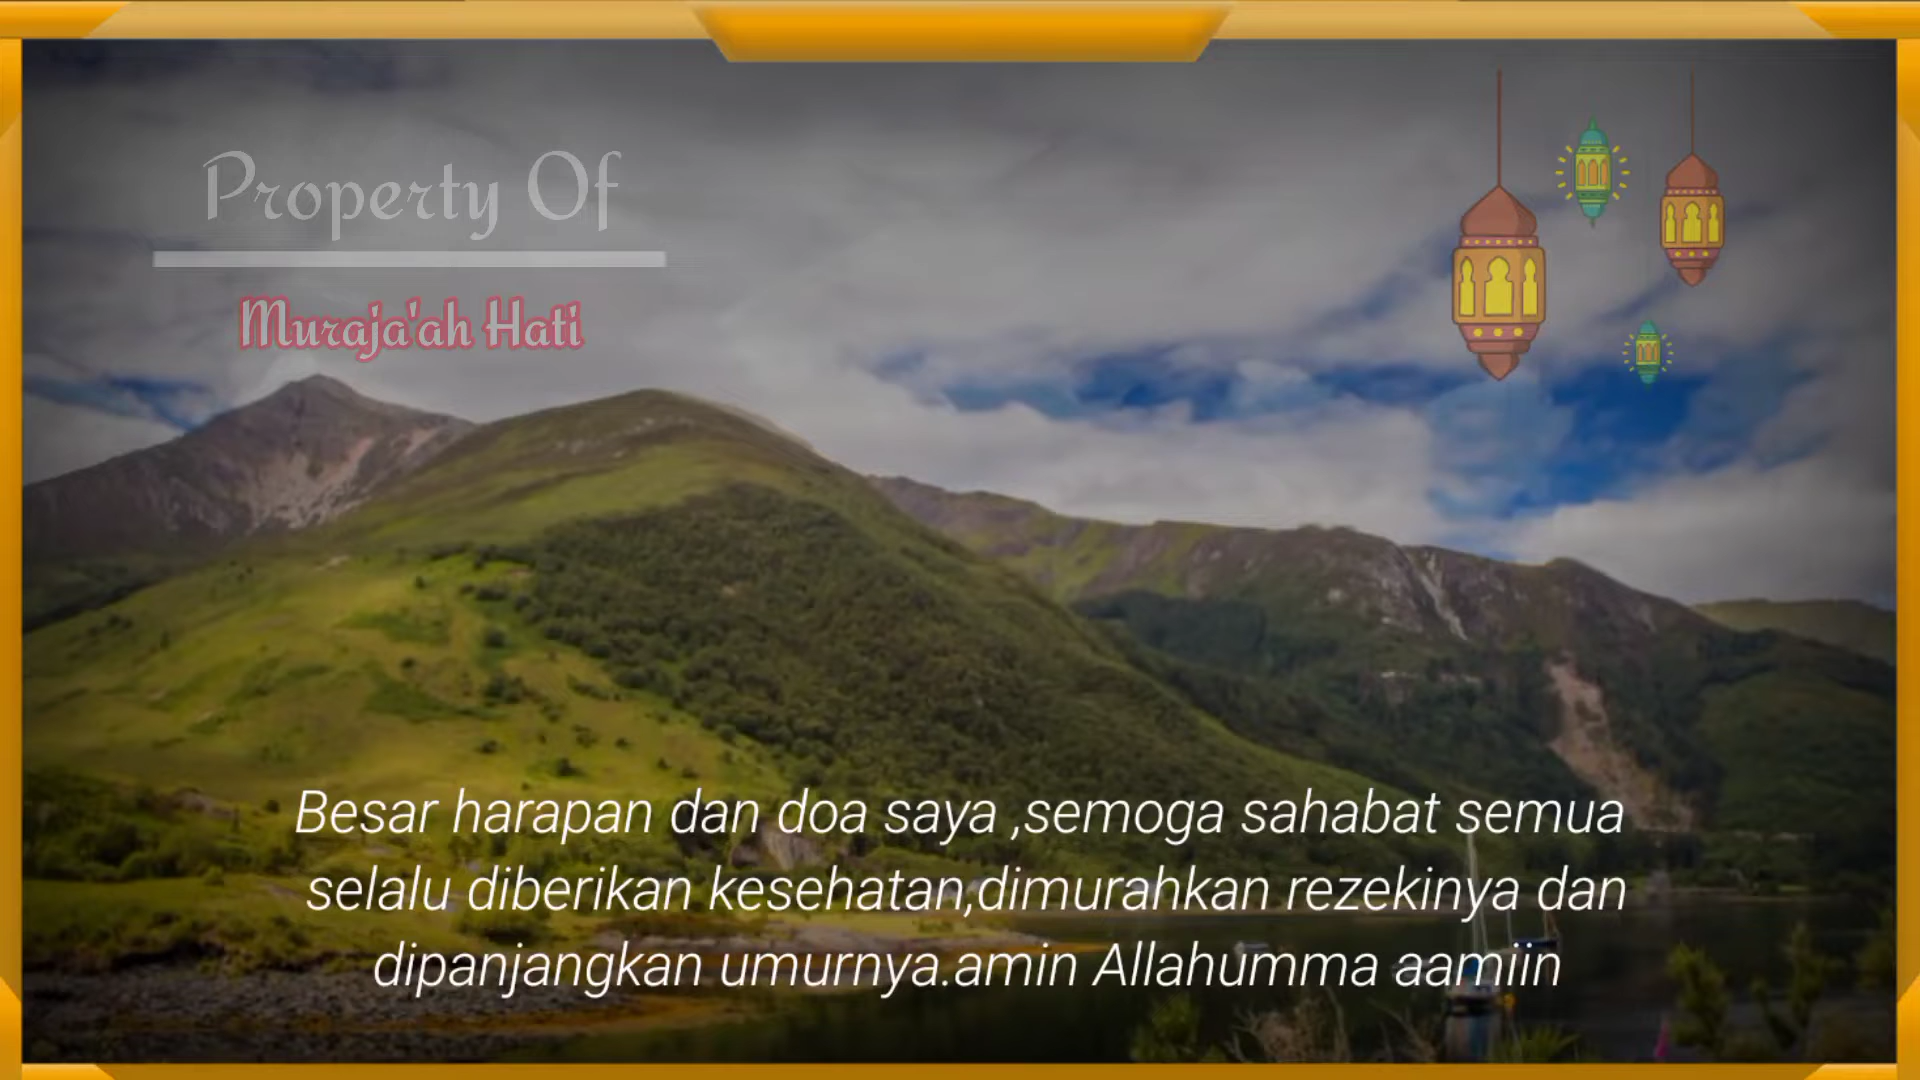 Property Of
Muraja'ah Hati
Besar harapan dan doa saya ,semoga sahabat semua
selalu diberikan kesehatan,dimurahkan rezekinya dan
dipanjangkan umurnya.amin Allahumma aamiin